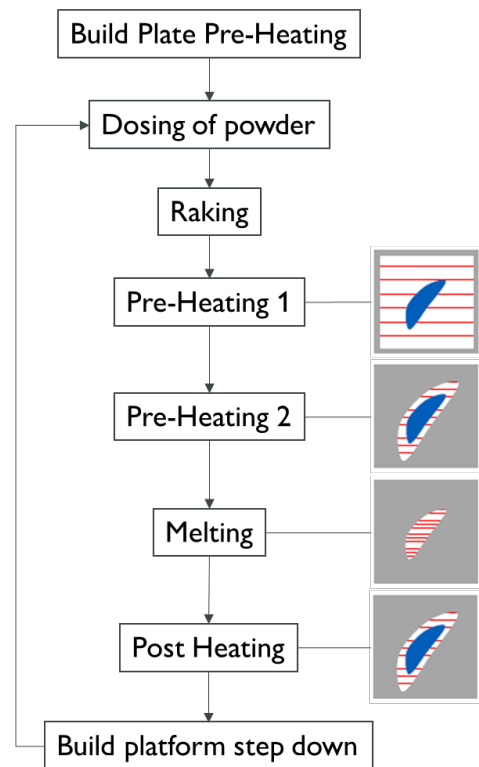 Build Plate Pre-Heating
Dosing of powder
Raking
Pre-Heating 1
Pre-Heating 2
Melting
Post Heating
Build platform step down